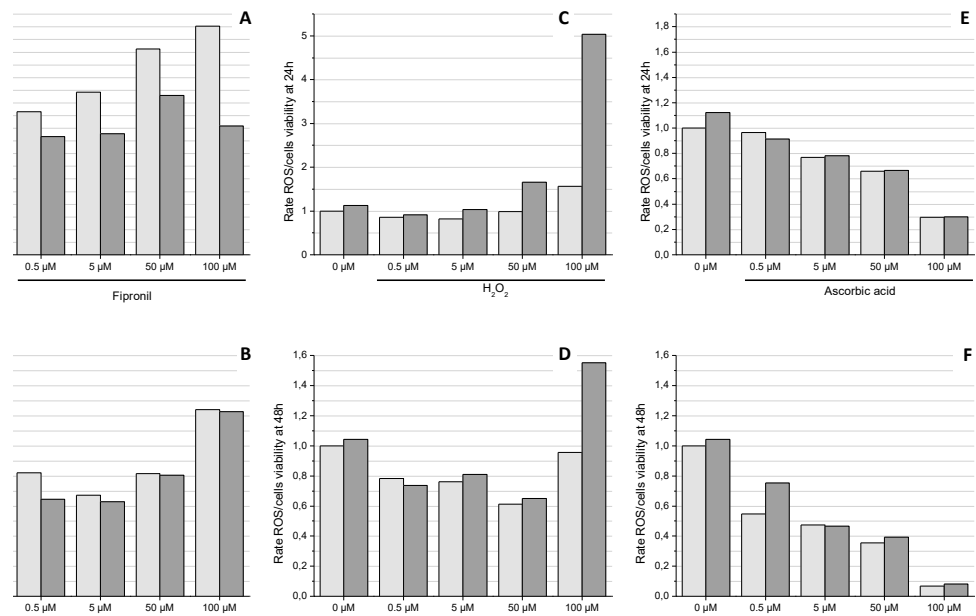 A
0.5 µM 5 µM 50 µM 100 µM
Fipronil
C
Rate ROS/cells viability at 24h
5
4
3
2
1
0
0 µM 0.5 µM 5 µM 50 µM 100 µM
H₂O₂
E
Rate ROS/cells viability at 24h
1,8
1,6
1,4
1,2
1,0
0,8
0,6
0,4
0,2
0,0
0 µM 0.5 µM 5 µM 50 µM 100 µM
Ascorbic acid
B
0.5 µM 5 µM 50 µM 100 µM
D
Rate ROS/cells viability at 48h
1,6
1,4
1,2
1,0
0,8
0,6
0,4
0,2
0,0
0 µM 0.5 µM 5 µM 50 µM 100 µM
F
Rate ROS/cells viability at 48h
1,6
1,4
1,2
1,0
0,8
0,6
0,4
0,2
0,0
0 µM 0.5 µM 5 µM 50 µM 100 µM